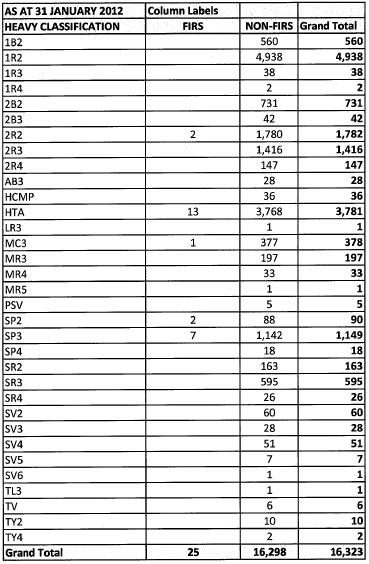 AS AT 31 JANUARY 2012 Column Labels
HEAVY CLASSIFICATION FIRS NON-FIRS Grand Total
1B2 560 560
1R2 4,938 4,938
1R3 38 38
1R4 2 2
2B2 731 731
2B3 42 42
2R2 2 1,780 1,782
2R3 1,416 1,416
2R4 147 147
AB3 28 28
HCMP 36 36
HTA 13 3,768 3,781
LR3 1 1
MC3 1 377 378
MR3 197 197
MR4 33 33
MR5 1 1
PSV 5 5
SP2 2 88 90
SP3 7 1,142 1,149
SP4 18 18
SR2 163 163
SR3 595 595
SR4 26 26
SV2 60 60
SV3 28 28
SV4 51 51
SV5 7 7
SV6 1 1
TL3 1 1
TV 6 6
TY2 10 10
TY4 2 2
Grand Total 25 16,298 16,323